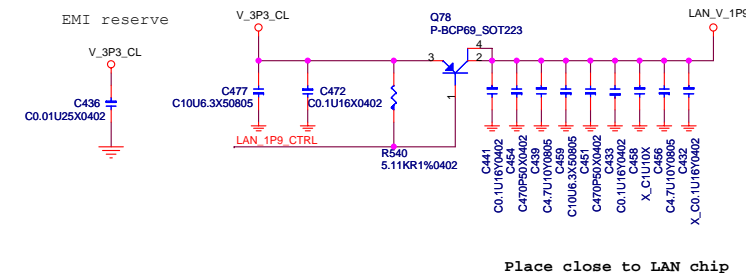 EMI reserve
V_3P3_CL
C436
C0.01U25X0402
V_3P3_CL
Q78
P-BCP69_SOT223
LAN_V_1P9
3
4
2
1
C477
C10U6.3X50805
C472
C0.1U16X0402
LAN_1P9_CTRL
R540
5.11KR1%0402
C441
C0.1U16Y0402
C454
C470P50X0402
C439
C4.7U10Y0805
C459
C10U6.3X50805
C451
C470P50X0402
C433
C0.1U16Y0402
C458
X_C1U10X
C456
C4.7U10Y0805
C432
X_C0.1U16Y0402
Place close to LAN chip